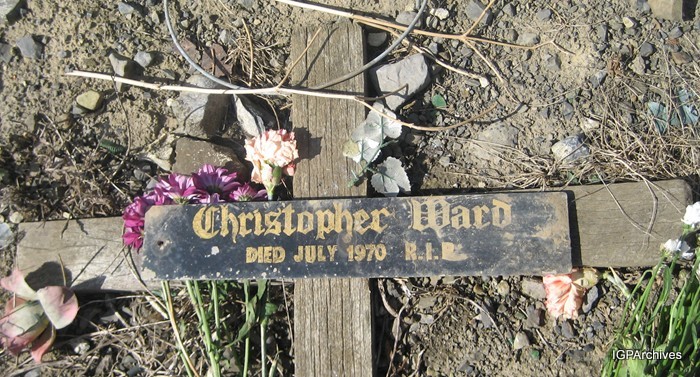 Christopher Ward
DIED JULY 1970 R.I.P.
IGPArchives